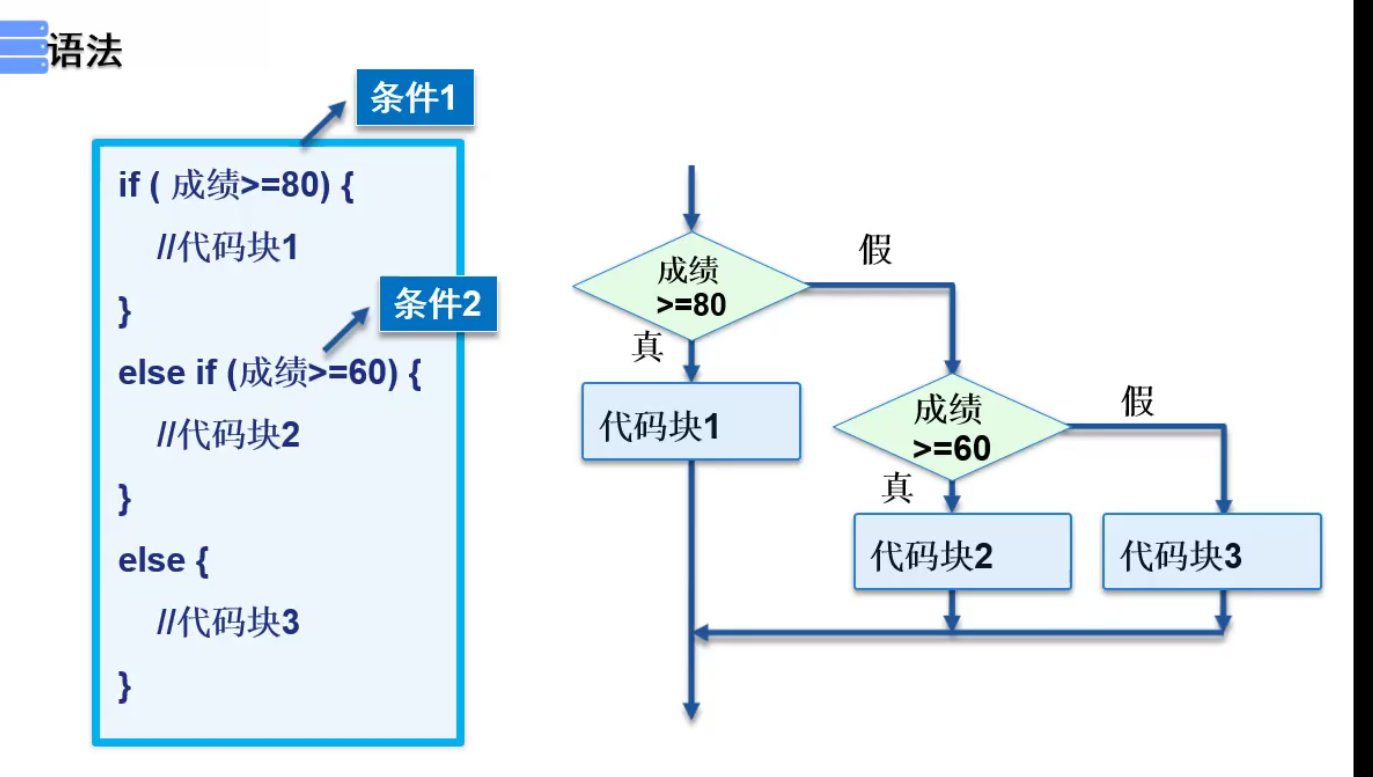 语法
条件1
if ( 成绩>=80) {
//代码块1
}
条件2
else if (成绩>=60) {
//代码块2
}
else {
//代码块3
}
成绩
>=80
假
真
代码块1
成绩
>=60
假
真
代码块2
代码块3